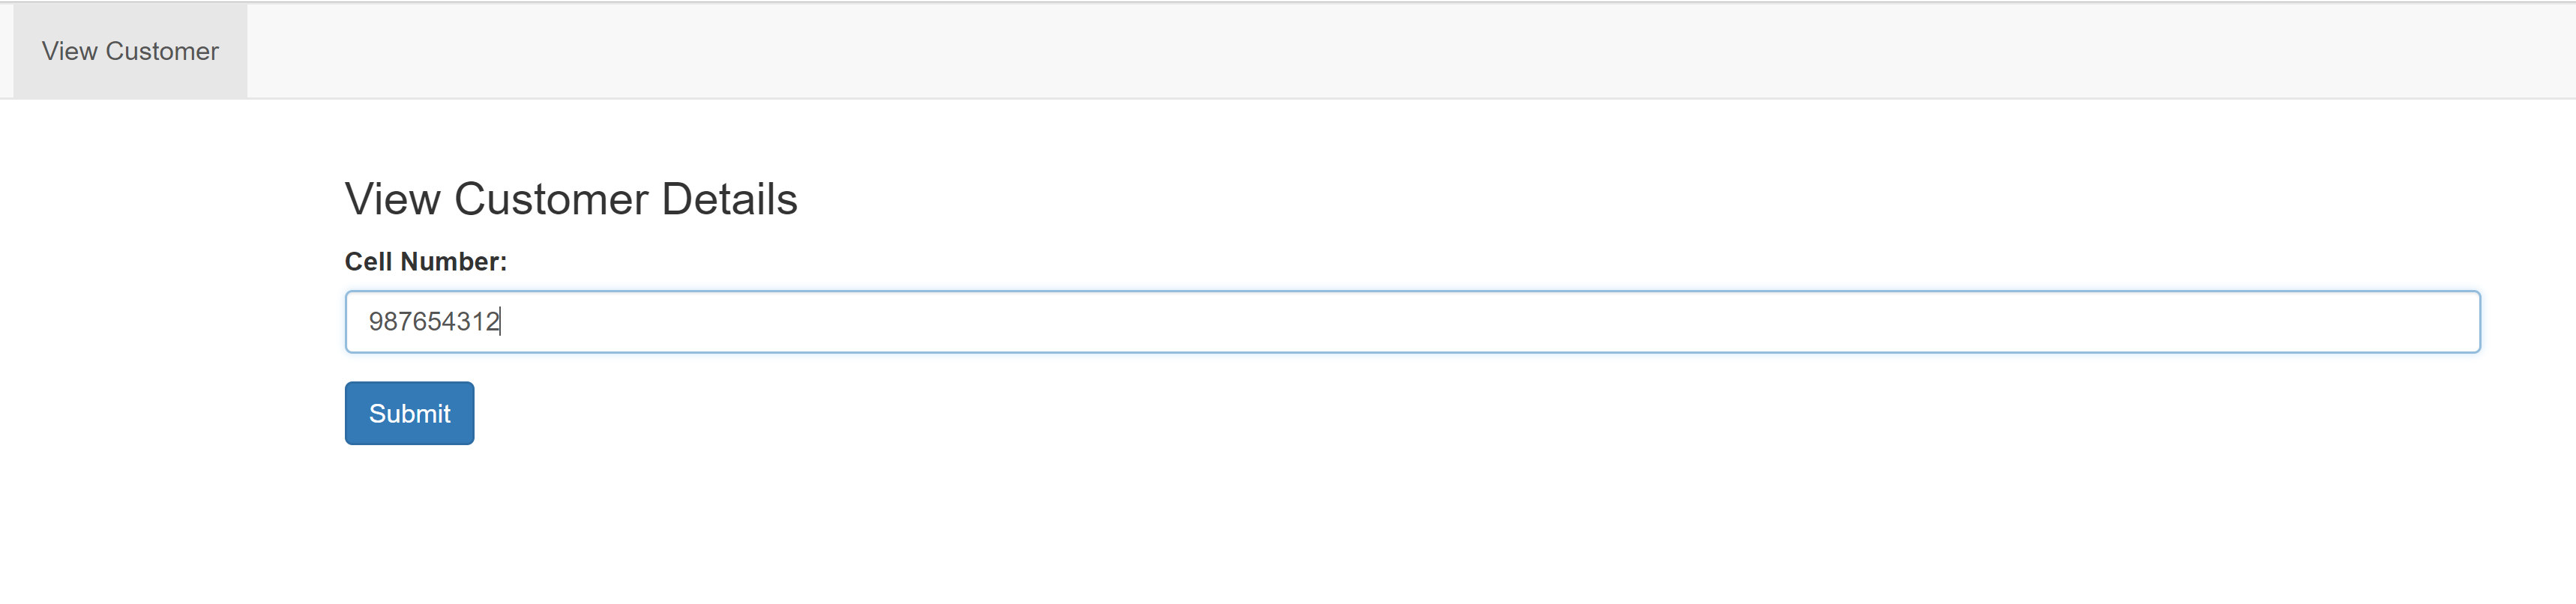 View Customer
View Customer Details
Cell Number:
987654312
Submit